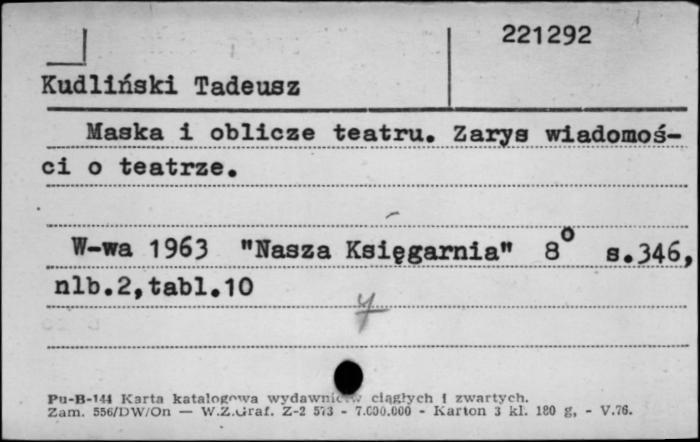 221292
Kudliński Tadeusz
Maska i oblicze teatru. Zarys wiadomoś-
ci o teatrze.
W-wa 1963 "Nasza Księgarnia" 8° s.346,
nlb.2,tabl.10
Pu-B-144 Karta katalogowa wydawnictw ciągłych i zwartych.
Zam. 556/DW/On — W.Z.Graf. Z-2 573 - 7.000.000 - Karton 3 kl. 180 g, - V.76.